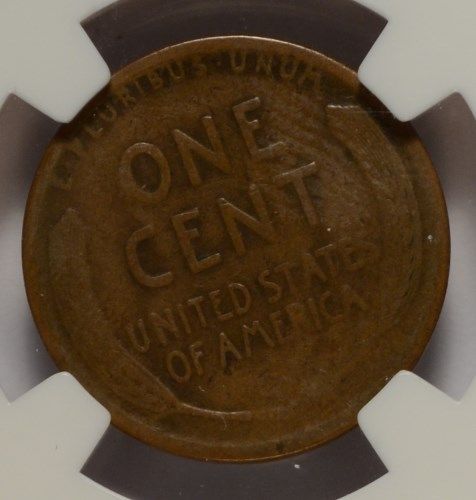 E PLURIBUS · UNUM
ONE
CENT
UNITED STATES
OF AMERICA